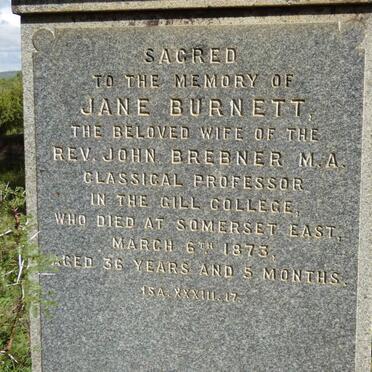 SACRED
TO THE MEMORY OF
JANE BURNETT,
THE BELOVED WIFE OF THE
REV. JOHN BREBNER M.A.
CLASSICAL PROFESSOR
IN THE GILL COLLEGE,
WHO DIED AT SOMERSET EAST,
MARCH 6TH 1873,
AGED 36 YEARS AND 5 MONTHS.
ISA. XXXIII. 17.